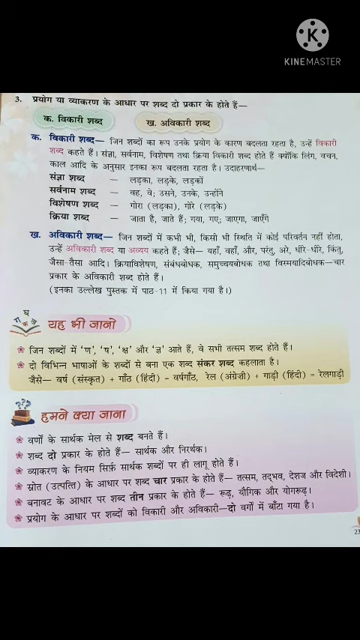 KINEMASTER
3. प्रयोग या व्याकरण के आधार पर शब्द दो प्रकार के होते हैं—
क. विकारी शब्द ख. अविकारी शब्द
क. विकारी शब्द– जिन शब्दों का रूप उनके प्रयोग के कारण बदलता रहता है, उन्हें विकारी
शब्द कहते हैं। संज्ञा, सर्वनाम, विशेषण तथा क्रिया विकारी शब्द होते हैं क्योंकि लिंग, वचन,
काल आदि के अनुसार इनका रूप बदलता रहता है। उदाहरणार्थ–
संज्ञा शब्द – लड़का, लड़के, लड़कों
सर्वनाम शब्द – वह, वे; उसने, उनके, उन्होंने
विशेषण शब्द – गोरा (लड़का), गोरे (लड़के)
क्रिया शब्द – जाता है, जाते हैं; गया, गए; जाएगा, जाएँगे
ख. अविकारी शब्द– जिन शब्दों में कभी भी, किसी भी स्थिति में कोई परिवर्तन नहीं होता,
उन्हें अविकारी शब्द या अव्यय कहते हैं; जैसे– यहाँ, वहाँ, और, परंतु, अरे, धीरे-धीरे, किंतु,
जैसा-तैसा आदि। क्रियाविशेषण, संबंधबोधक, समुच्चयबोधक तथा विस्मयादिबोधक–चार
प्रकार के अविकारी शब्द होते हैं।
(इनका उल्लेख पुस्तक में पाठ-11 में किया गया है।)
यह भी जानो
जिन शब्दों में ‘ण’, ‘ष’, ‘क्ष’ और ‘ज्ञ’ आते हैं, वे सभी तत्सम शब्द होते हैं।
दो विभिन्न भाषाओं के शब्दों से बना एक शब्द संकर शब्द कहलाता है।
जैसे– वर्ष (संस्कृत) + गाँठ (हिंदी) – वर्षगाँठ, रेल (अंग्रेज़ी) + गाड़ी (हिंदी) – रेलगाड़ी
हमने क्या जाना
वर्णों के सार्थक मेल से शब्द बनते हैं।
शब्द दो प्रकार के होते हैं– सार्थक और निरर्थक।
व्याकरण के नियम सिर्फ़ सार्थक शब्दों पर ही लागू होते हैं।
स्रोत (उत्पत्ति) के आधार पर शब्द चार प्रकार के होते हैं– तत्सम, तद्भव, देशज और विदेशी।
बनावट के आधार पर शब्द तीन प्रकार के होते हैं– रूढ़, यौगिक और योगरूढ़।
प्रयोग के आधार पर शब्दों को विकारी और अविकारी–दो वर्गों में बाँटा गया है।